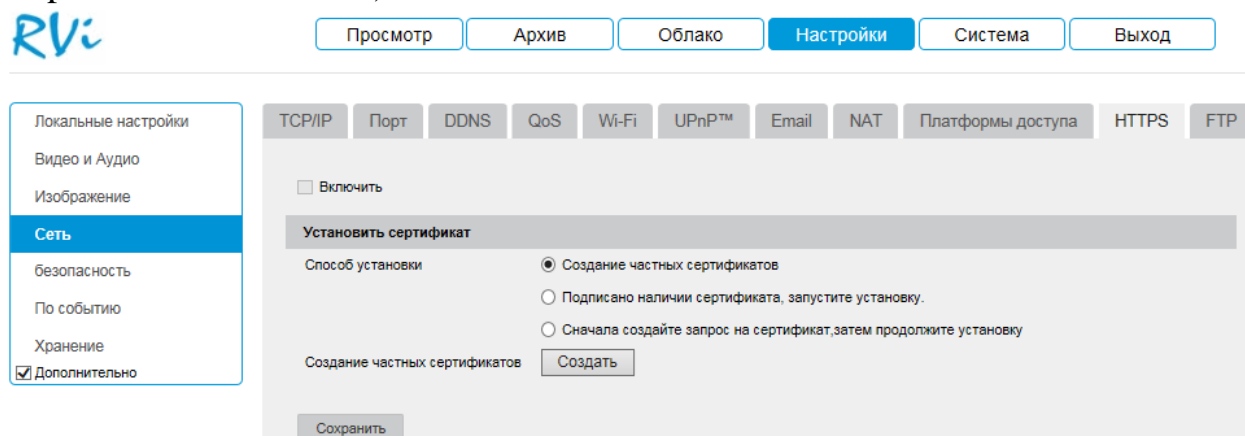 RVi
Просмотр Архив Облако Настройки Система Выход
Локальные настройки
Видео и Аудио
Изображение
Сеть
безопасность
По событию
Хранение
Дополнительно
TCP/IP Порт DDNS QoS Wi-Fi UPnP™ Email NAT Платформы доступа HTTPS FTP
Включить
Установить сертификат
Способ установки
Создание частных сертификатов
Подписано наличии сертификата, запустите установку.
Сначала создайте запрос на сертификат,затем продолжите установку
Создание частных сертификатов Создать
Сохранить